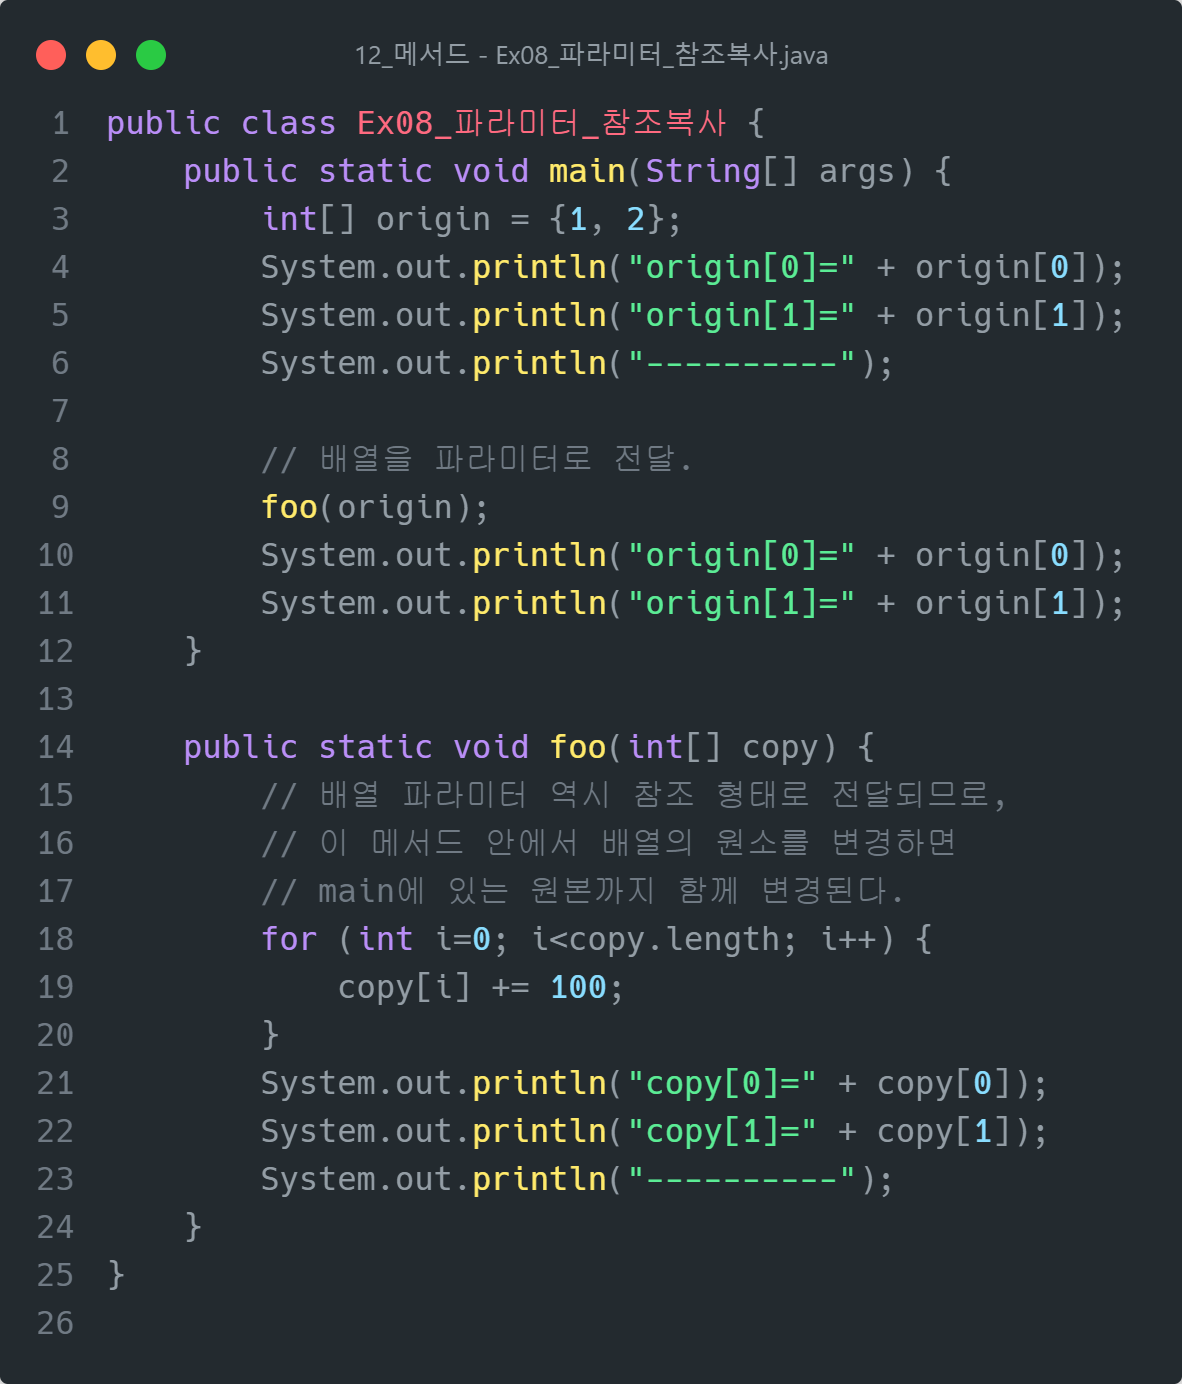 12_메서드 - Ex08_파라미터_참조복사.java
1 public class Ex08_파라미터_참조복사 {
2     public static void main(String[] args) {
3         int[] origin = {1, 2};
4         System.out.println("origin[0]=" + origin[0]);
5         System.out.println("origin[1]=" + origin[1]);
6         System.out.println("----------");
7
8         // 배열을 파라미터로 전달.
9         foo(origin);
10         System.out.println("origin[0]=" + origin[0]);
11         System.out.println("origin[1]=" + origin[1]);
12     }
13
14     public static void foo(int[] copy) {
15         // 배열 파라미터 역시 참조 형태로 전달되므로,
16         // 이 메서드 안에서 배열의 원소를 변경하면
17         // main에 있는 원본까지 함께 변경된다.
18         for (int i=0; i<copy.length; i++) {
19             copy[i] += 100;
20         }
21         System.out.println("copy[0]=" + copy[0]);
22         System.out.println("copy[1]=" + copy[1]);
23         System.out.println("----------");
24     }
25 }
26